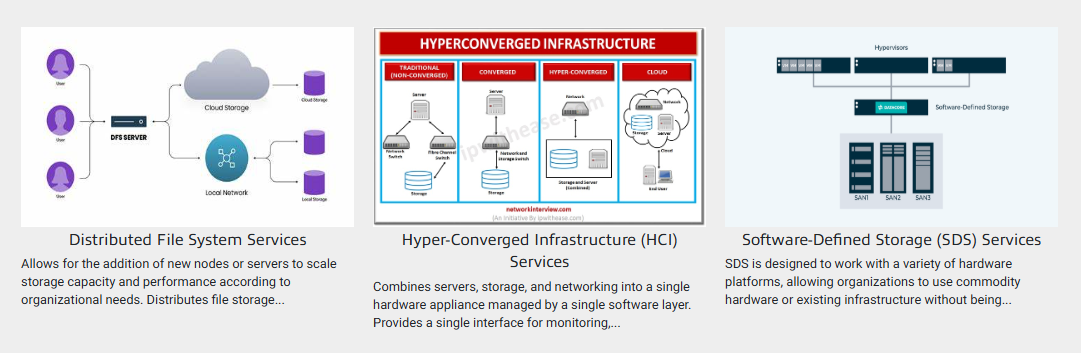 User
User
User
DFS SERVER
Cloud Storage
Local Network
Cloud Storage
Local Storage
Distributed File System Services
Allows for the addition of new nodes or servers to scale
storage capacity and performance according to
organizational needs. Distributes file storage...
HYPERCONVERGED INFRASTRUCTURE
TRADITIONAL
(NON-CONVERGED)
CONVERGED
HYPER-CONVERGED
CLOUD
Server
Network
Switch
Fibre Channel
Switch
Storage
Server
Network and
Storage Switch
Storage
Network
Storage and Server
(Combined)
Network
Storage
Server
Cloud
End User
ipwithease.com
networkinterview.com
(An Initiative By ipwithease.com)
Hyper-Converged Infrastructure (HCI)
Services
Combines servers, storage, and networking into a single
hardware appliance managed by a single software layer.
Provides a single interface for monitoring,...
Hypervisors
DATACORE
Software-Defined Storage
SAN1
SAN2
SAN3
Software-Defined Storage (SDS) Services
SDS is designed to work with a variety of hardware
platforms, allowing organizations to use commodity
hardware or existing infrastructure without being...